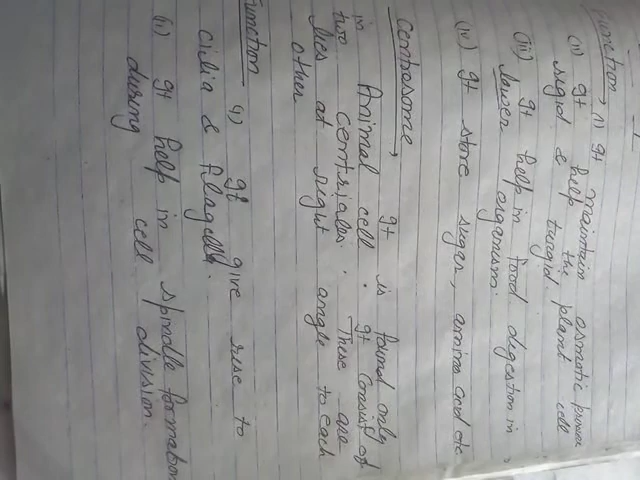 Function, (i) It maintain osmotic
(ii) It help the plant cell
regid & turgid.
(iii) It help in food digestion in
lower organism.
(iv) It store sugar, amino acid etc
Centrosome, It is found only
in Animal cell. It consist of
two centrioles. These are
lies at right angle to each
other
Function (i) It give rise to
cilia & flagella.
(ii) It help in spindle formation
during cell division.